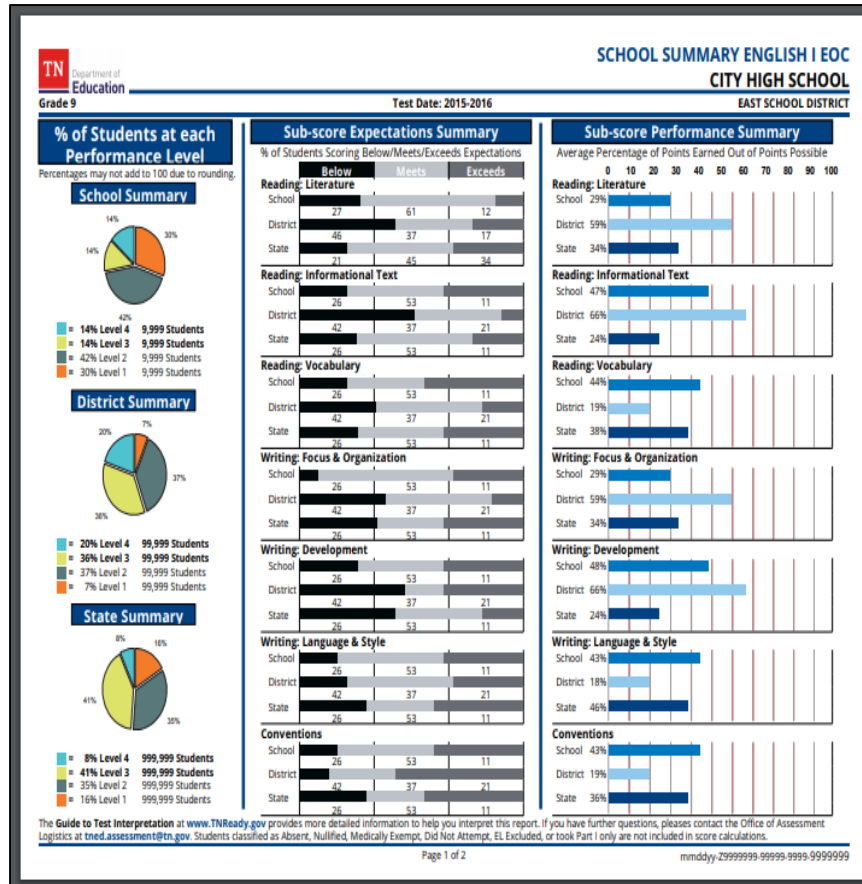 TN
Department of
Education
SCHOOL SUMMARY ENGLISH I EOC
CITY HIGH SCHOOL
Grade 9 Test Date: 2015-2016 EAST SCHOOL DISTRICT
% of Students at each
Performance Level
Percentages may not add to 100 due to rounding.
School Summary
14%
30%
14%
42%
= 14% Level 4 9,999 Students
= 14% Level 3 9,999 Students
= 42% Level 2 9,999 Students
= 30% Level 1 9,999 Students
District Summary
7%
20%
37%
36%
= 20% Level 4 99,999 Students
= 36% Level 3 99,999 Students
= 37% Level 2 99,999 Students
= 7% Level 1 99,999 Students
State Summary
8%
16%
41%
35%
= 8% Level 4 999,999 Students
= 41% Level 3 999,999 Students
= 35% Level 2 999,999 Students
= 16% Level 1 999,999 Students
Sub-score Expectations Summary
% of Students Scoring Below/Meets/Exceeds Expectations
Below Meets Exceeds
Reading: Literature
School
27 61 12
District
46 37 17
State
21 45 34
Reading: Informational Text
School
26 53 11
District
42 37 21
State
26 53 11
Reading: Vocabulary
School
26 53 11
District
42 37 21
State
26 53 11
Writing: Focus & Organization
School
26 53 11
District
42 37 21
State
26 53 11
Writing: Development
School
26 53 11
District
42 37 21
State
26 53 11
Writing: Language & Style
School
26 53 11
District
42 37 21
State
26 53 11
Conventions
School
26 53 11
District
42 37 21
State
26 53 11
Sub-score Performance Summary
Average Percentage of Points Earned Out of Points Possible
0 10 20 30 40 50 60 70 80 90 100
Reading: Literature
School 29%
District 59%
State 34%
Reading: Informational Text
School 47%
District 66%
State 24%
Reading: Vocabulary
School 44%
District 19%
State 38%
Writing: Focus & Organization
School 29%
District 59%
State 34%
Writing: Development
School 48%
District 66%
State 24%
Writing: Language & Style
School 43%
District 18%
State 46%
Conventions
School 43%
District 19%
State 36%
The Guide to Test Interpretation at www.TNReady.gov provides more detailed information to help you interpret this report. If you have further questions, pleases contact the Office of Assessment
Logistics at tned.assessment@tn.gov. Students classified as Absent, Nullified, Medically Exempt, Did Not Attempt, EL Excluded, or took Part I only are not included in score calculations.
Page 1 of 2
mmddyy-Z9999999-99999-9999-9999999